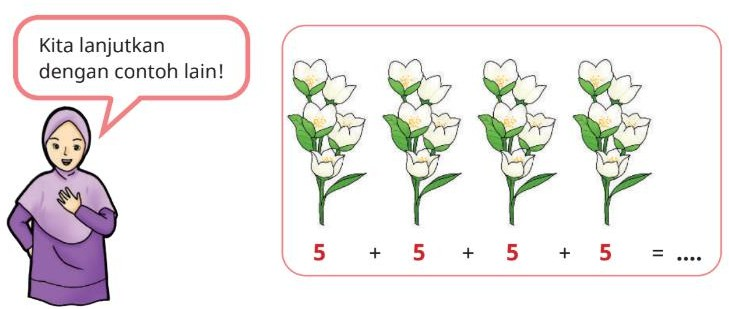 Kita lanjutkan
dengan contoh lain!
5 + 5 + 5 + 5 = ....